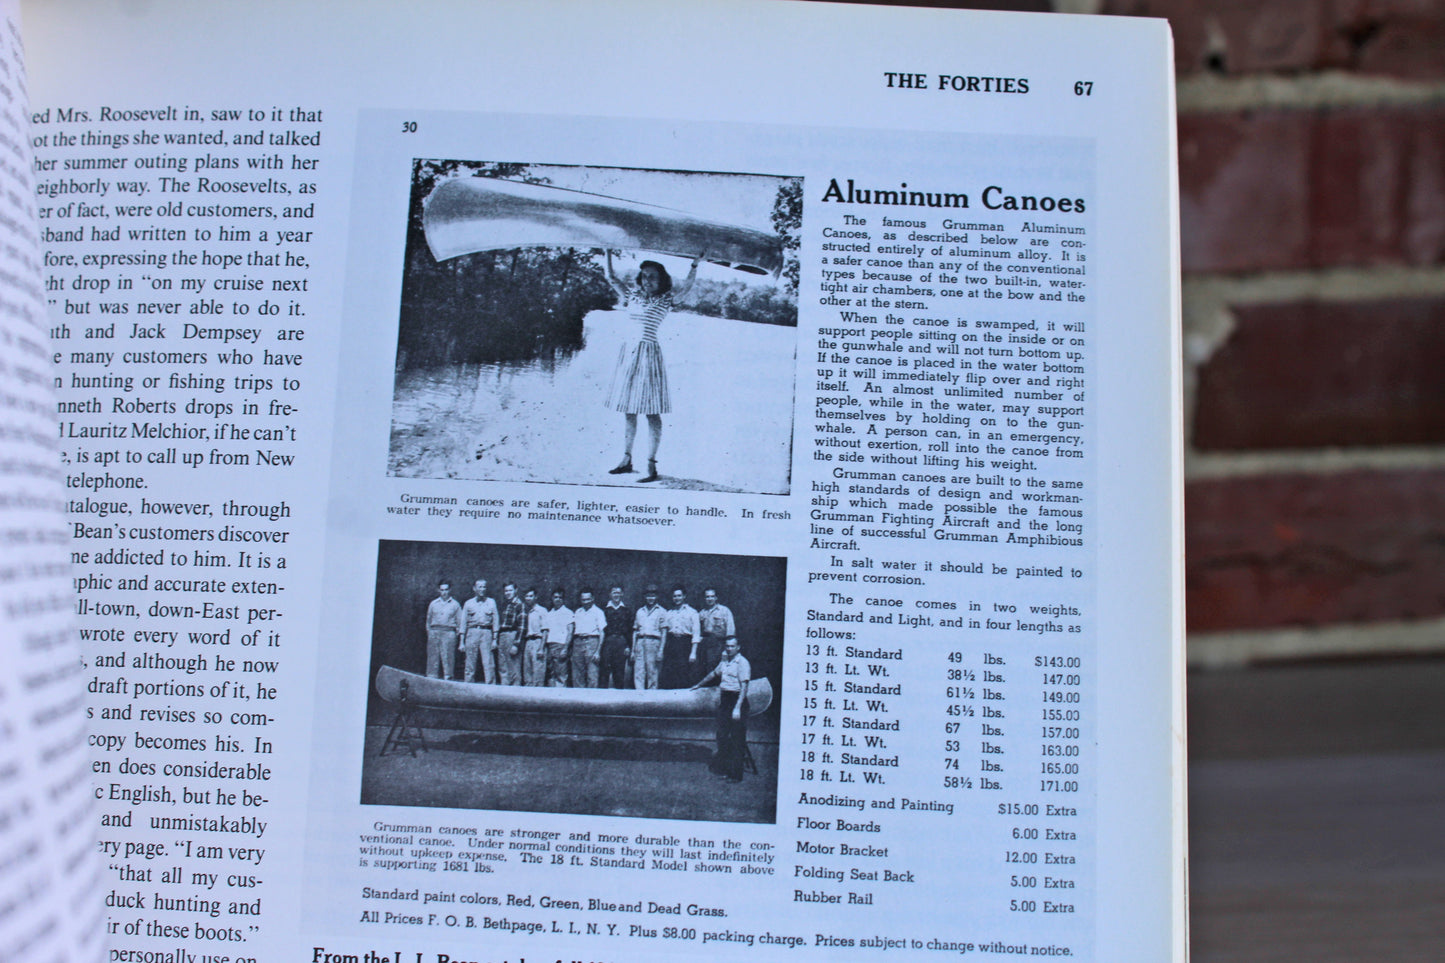 THE FORTIES 67
ed Mrs. Roosevelt in, saw to it that
ot the things she wanted, and talked
her summer outing plans with her
eighborly way. The Roosevelts, as
er of fact, were old customers, and
sband had written to him a year
fore, expressing the hope that he,
ht drop in “on my cruise next
” but was never able to do it.
th and Jack Dempsey are
e many customers who have
n hunting or fishing trips to
nneth Roberts drops in fre-
l Lauritz Melchior, if he can’t
e, is apt to call up from New
telephone.
talogue, however, through
Bean’s customers discover
me addicted to him. It is a
aphic and accurate exten-
ll-town, down-East per-
wrote every word of it
s, and although he now
draft portions of it, he
s and revises so com-
copy becomes his. In
en does considerable
c English, but he be-
and unmistakably
ery page. “I am very
“that all my cus-
duck hunting and
ir of these boots.”
personally use on
30
Grumman canoes are safer, lighter, easier to handle. In fresh
water they require no maintenance whatsoever.
Grumman canoes are stronger and more durable than the con-
ventional canoe. Under normal conditions they will last indefinitely
without upkeep expense. The 18 ft. Standard Model shown above
is supporting 1681 lbs.
Aluminum Canoes
The famous Grumman Aluminum
Canoes, as described below are con-
structed entirely of aluminum alloy. It is
a safer canoe than any of the conventional
types because of the two built-in, water-
tight air chambers, one at the bow and the
other at the stern.
When the canoe is swamped, it will
support people sitting on the inside or on
the gunwhale and will not turn bottom up.
If the canoe is placed in the water bottom
up it will immediately flip over and right
itself. An almost unlimited number of
people, while in the water, may support
themselves by holding on to the gun-
whale. A person can, in an emergency,
without exertion, roll into the canoe from
the side without lifting his weight.
Grumman canoes are built to the same
high standards of design and workman-
ship which made possible the famous
Grumman Fighting Aircraft and the long
line of successful Grumman Amphibious
Aircraft.
In salt water it should be painted to
prevent corrosion.
The canoe comes in two weights,
Standard and Light, and in four lengths as
follows:
13 ft. Standard 49 lbs. $143.00
13 ft. Lt. Wt. 38½ lbs. 147.00
15 ft. Standard 61½ lbs. 149.00
15 ft. Lt. Wt. 45½ lbs. 155.00
17 ft. Standard 67 lbs. 157.00
17 ft. Lt. Wt. 53 lbs. 163.00
18 ft. Standard 74 lbs. 165.00
18 ft. Lt. Wt. 58½ lbs. 171.00
Anodizing and Painting $15.00 Extra
Floor Boards 6.00 Extra
Motor Bracket 12.00 Extra
Folding Seat Back 5.00 Extra
Rubber Rail 5.00 Extra
Standard paint colors, Red, Green, Blue and Dead Grass.
All Prices F. O. B. Bethpage, L. I., N. Y. Plus $8.00 packing charge. Prices subject to change without notice.
From the L. L. Bean